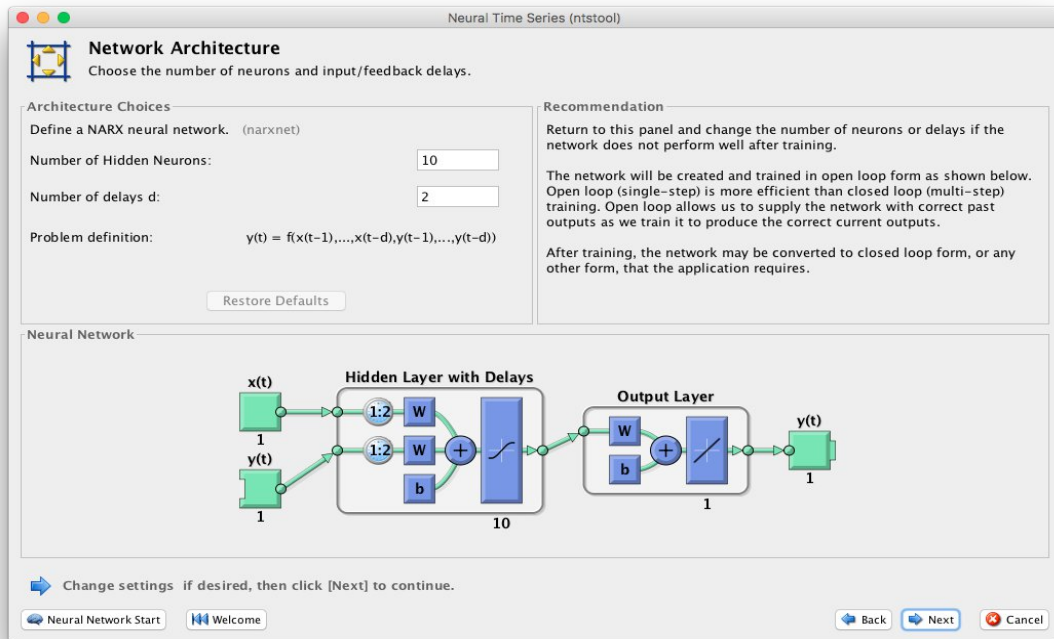 Neural Time Series (ntstool)
Network Architecture
Choose the number of neurons and input/feedback delays.
Architecture Choices
Define a NARX neural network. (narxnet)
Number of Hidden Neurons: 10
Number of delays d: 2
Problem definition: y(t) = f(x(t-1),...,x(t-d),y(t-1),...,y(t-d))
Restore Defaults
Recommendation
Return to this panel and change the number of neurons or delays if the
network does not perform well after training.
The network will be created and trained in open loop form as shown below.
Open loop (single-step) is more efficient than closed loop (multi-step)
training. Open loop allows us to supply the network with correct past
outputs as we train it to produce the correct current outputs.
After training, the network may be converted to closed loop form, or any
other form, that the application requires.
Neural Network
x(t)
1
y(t)
1
Hidden Layer with Delays
1:2 W
1:2 W +
b
10
Output Layer
W
+
b
1
y(t)
1
Change settings if desired, then click [Next] to continue.
Neural Network Start Welcome Back Next Cancel